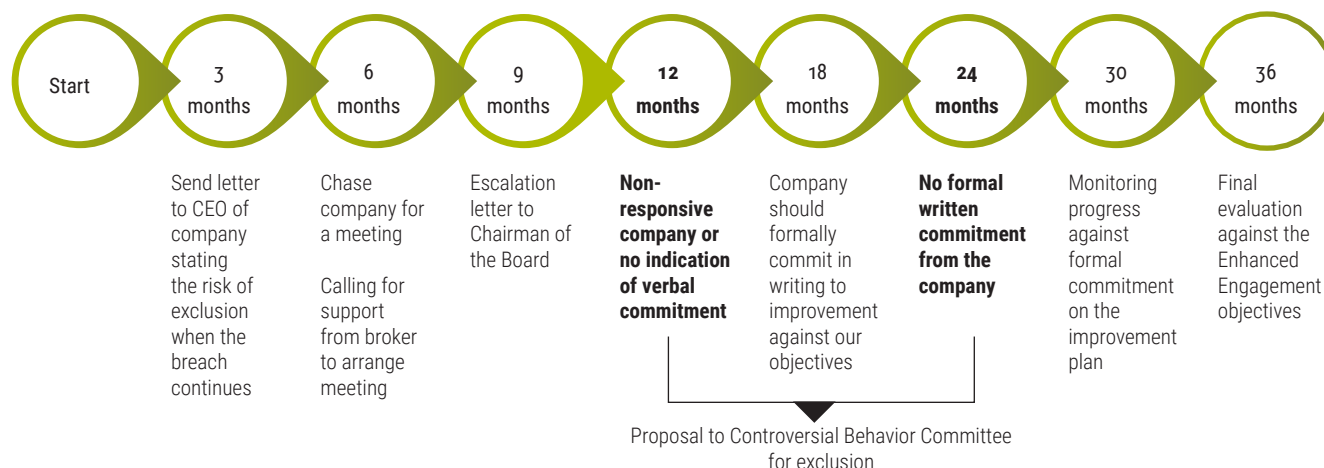 Start
3
months
6
months
9
months
12
months
18
months
24
months
30
months
36
months
Send letter
to CEO of
company
stating
the risk of
exclusion
when the
breach
continues
Chase
company for
a meeting
Calling for
support
from broker
to arrange
meeting
Escalation
letter to
Chairman of
the Board
Non-
responsive
company or
no indication
of verbal
commitment
Company
should
formally
commit in
writing to
improvement
against our
objectives
No formal
written
commitment
from the
company
Monitoring
progress
against
formal
commitment
on the
improvement
plan
Final
evaluation
against the
Enhanced
Engagement
objectives
Proposal to Controversial Behavior Committee
for exclusion